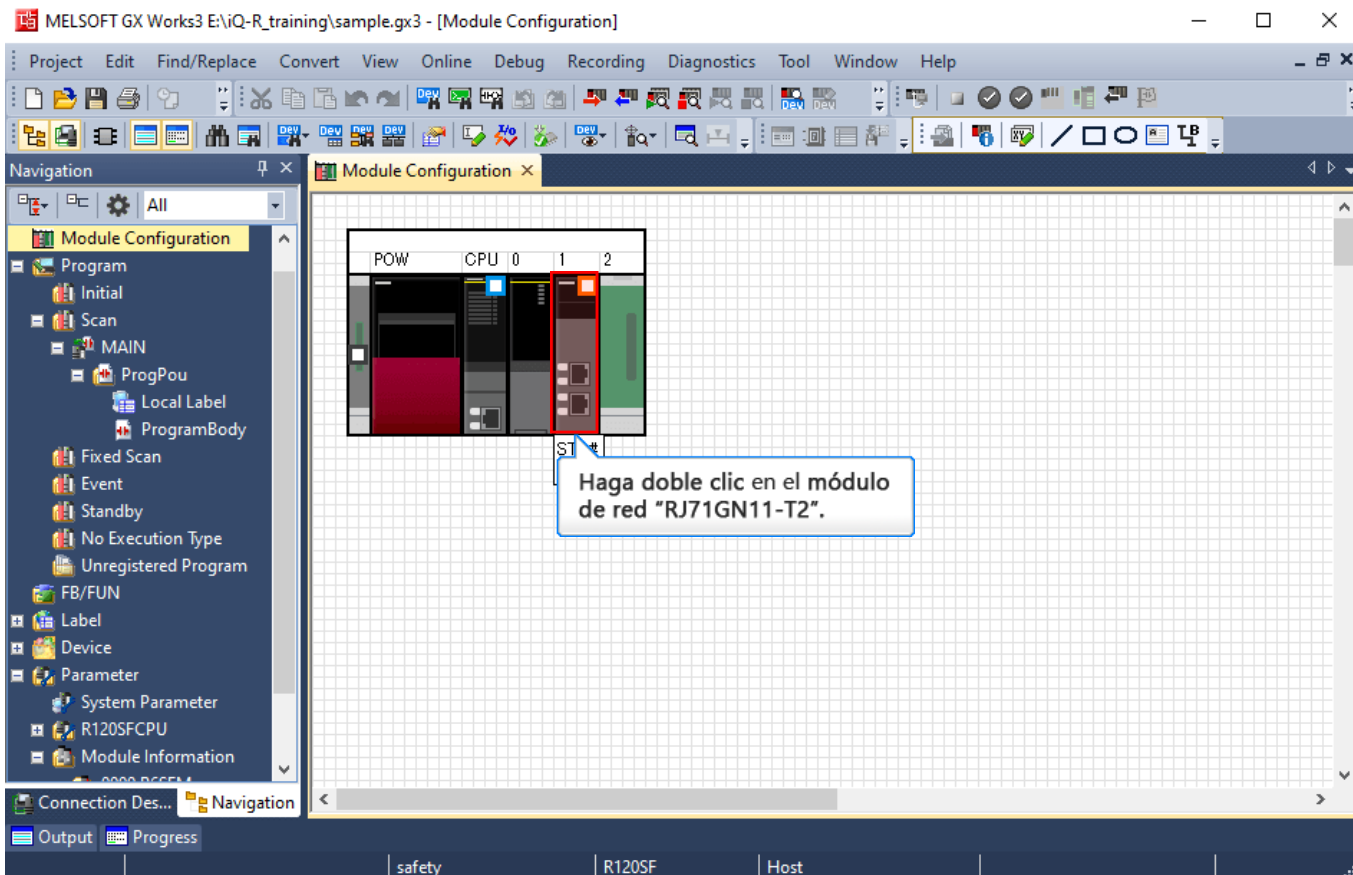 MELSOFT GX Works3 E:\iQ-R_training\sample.gx3 - [Module Configuration]
Project Edit Find/Replace Convert View Online Debug Recording Diagnostics Tool Window Help
Navigation
Module Configuration
All
Module Configuration
Program
Initial
Scan
MAIN
ProgPou
Local Label
ProgramBody
Fixed Scan
Event
Standby
No Execution Type
Unregistered Program
FB/FUN
Label
Device
Parameter
System Parameter
R120SFCPU
Module Information
POW CPU 0 1 2
Haga doble clic en el módulo
de red “RJ71GN11-T2”.
Connection Des... Navigation
Output Progress
safety R120SF Host